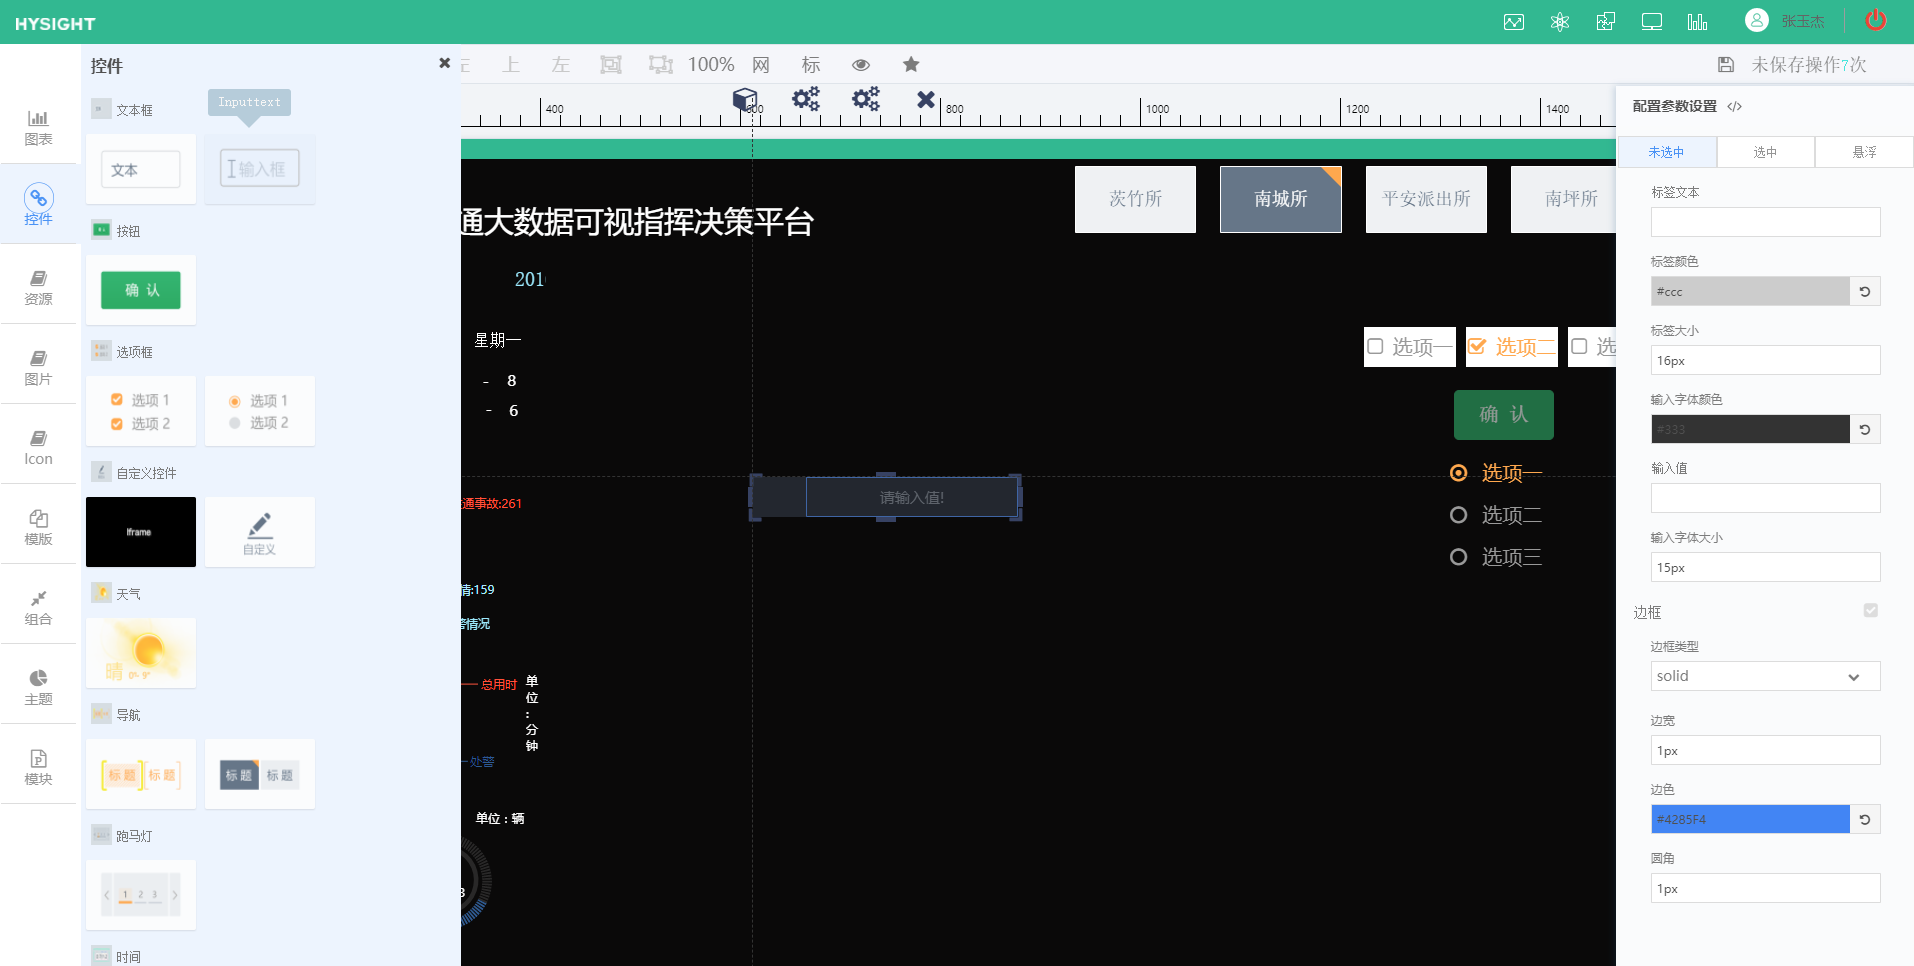 HYSIGHT
张玉杰
控件
左 上 左 100% 网 标
未保存操作7次
图表
控件
资源
图片
Icon
模版
组合
主题
模块
文本框
Inputtext
文本
输入框
按钮
确 认
选项框
选项 1
选项 2
选项 1
选项 2
自定义控件
Iframe
自定义
天气
晴 0°- 9°
导航
标题 标题
标题 标题
跑马灯
1 2 3
时间
400 600 800 1000 1200 1400
通大数据可视指挥决策平台
茨竹所
南城所
平安派出所
南坪所
201
星期一
- 8
- 6
选项一
选项二
选
确 认
请输入值!
选项一
选项二
选项三
通事故:261
情:159
警情况
总用时
单位:分钟
处警
单位 : 辆
3
配置参数设置 </>
未选中
选中
悬浮
标签文本
标签颜色
#ccc
标签大小
16px
输入字体颜色
#333
输入值
输入字体大小
15px
边框
边框类型
solid
边宽
1px
边色
#4285F4
圆角
1px